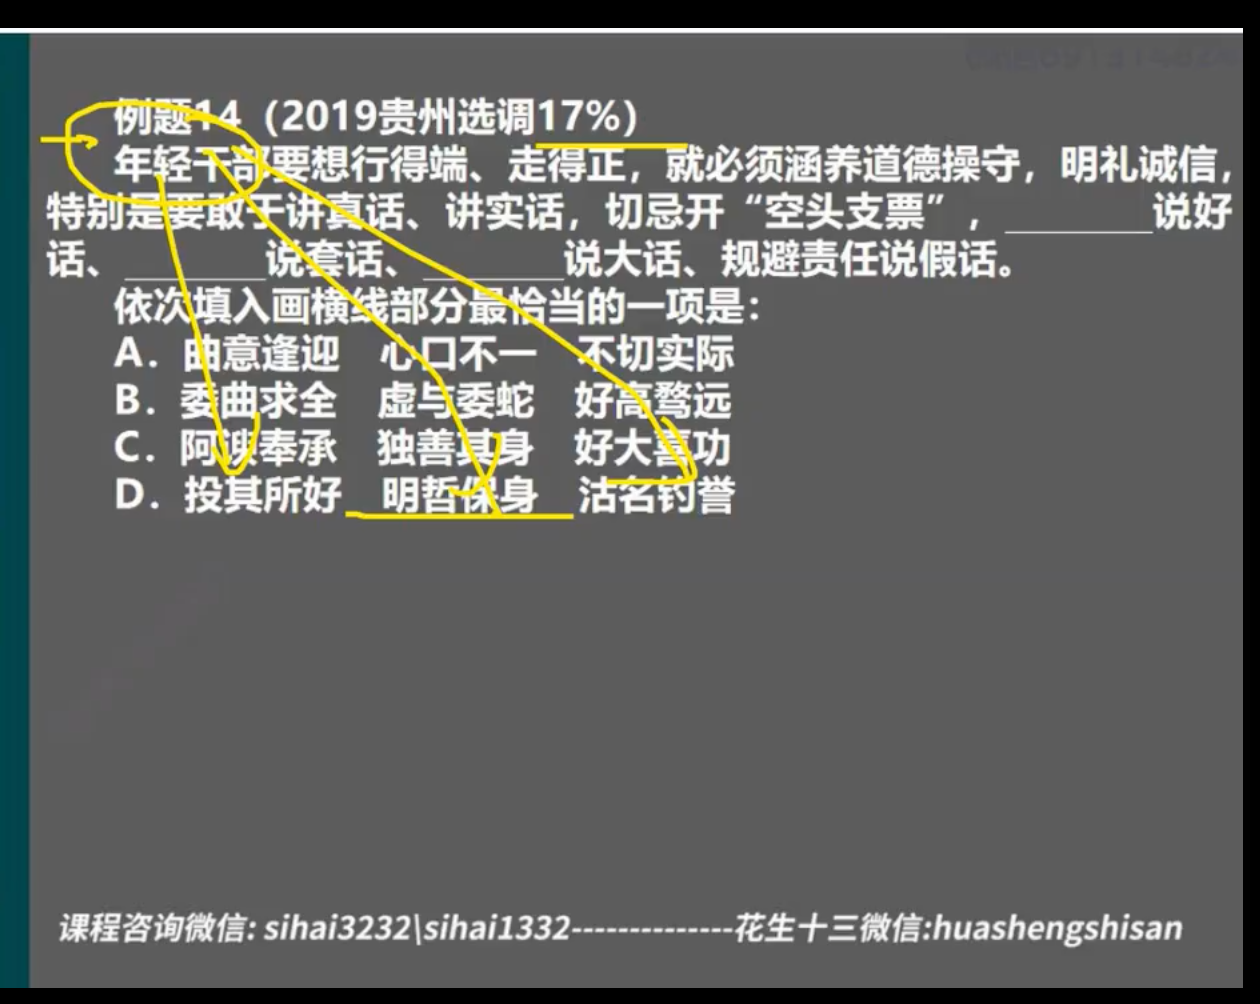 例题14（2019贵州选调17%）
年轻干部要想行得端、走得正，就必须涵养道德操守，明礼诚信，
特别是要敢于讲真话、讲实话，切忌开“空头支票”，________说好
话、________说套话、________说大话、规避责任说假话。
依次填入画横线部分最恰当的一项是：
A．曲意逢迎 心口不一 不切实际
B．委曲求全 虚与委蛇 好高骛远
C．阿谀奉承 独善其身 好大喜功
D．投其所好 明哲保身 沽名钓誉
课程咨询微信: sihai3232\sihai1332--------------花生十三微信:huashengshisan